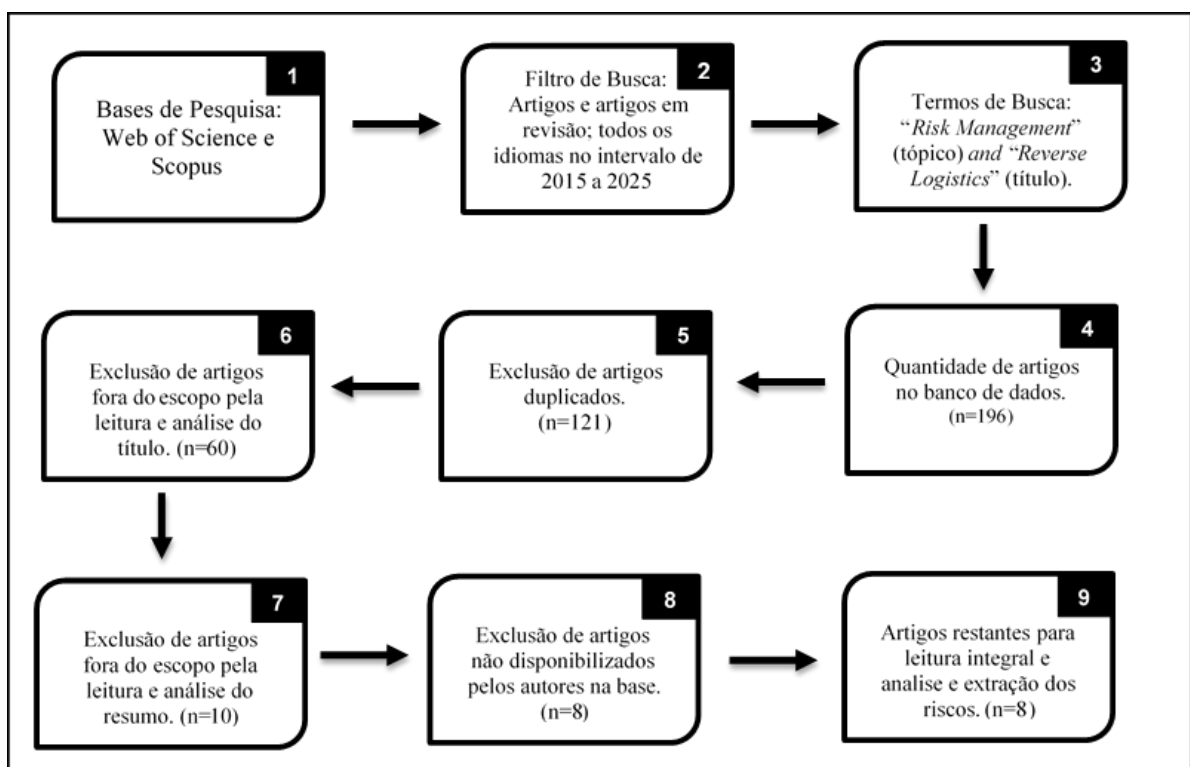 1
Bases de Pesquisa:
Web of Science e
Scopus
2
Filtro de Busca:
Artigos e artigos em
revisão; todos os
idiomas no intervalo de
2015 a 2025
3
Termos de Busca:
“Risk Management”
(tópico) and “Reverse
Logistics” (título).
4
Quantidade de artigos
no banco de dados.
(n=196)
5
Exclusão de artigos
duplicados.
(n=121)
6
Exclusão de artigos
fora do escopo pela
leitura e análise do
título. (n=60)
7
Exclusão de artigos
fora do escopo pela
leitura e análise do
resumo. (n=10)
8
Exclusão de artigos
não disponibilizados
pelos autores na base.
(n=8)
9
Artigos restantes para
leitura integral e
analise e extração dos
riscos. (n=8)